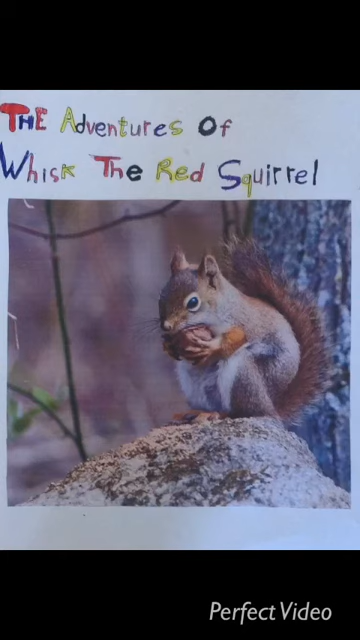 THE Adventures Of
Whisk The Red Squirrel
Perfect Video